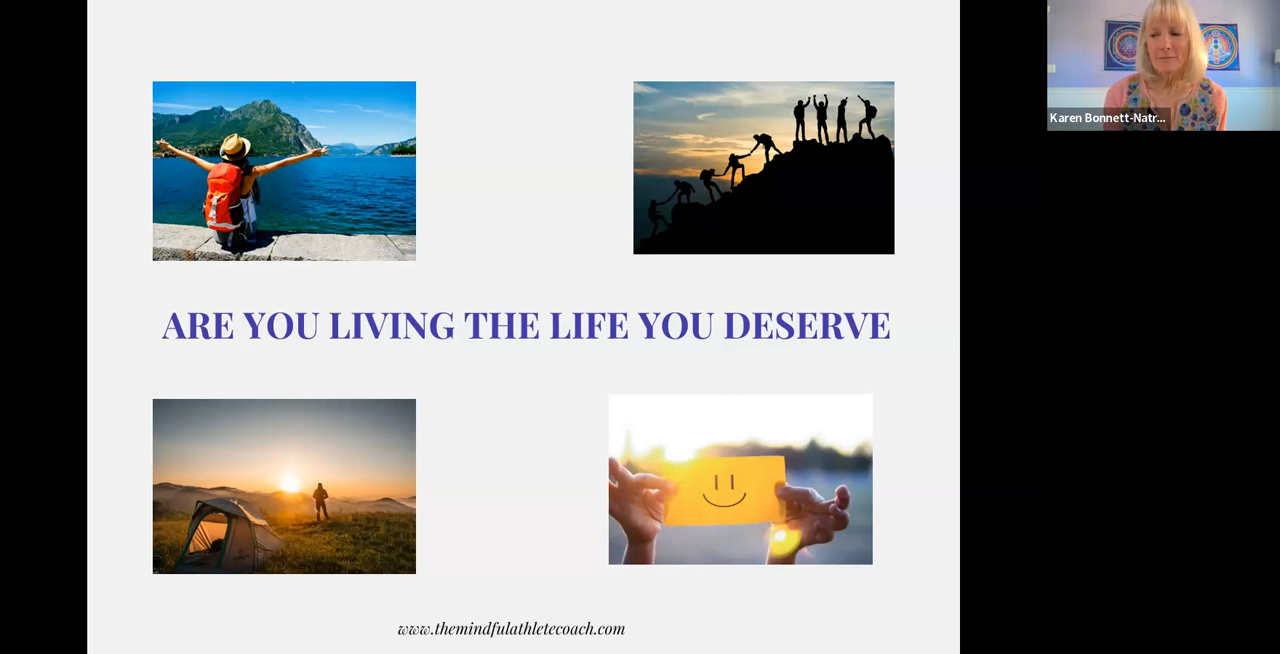 Karen Bonnett-Natr...
ARE YOU LIVING THE LIFE YOU DESERVE
www.themindfulathletecoach.com